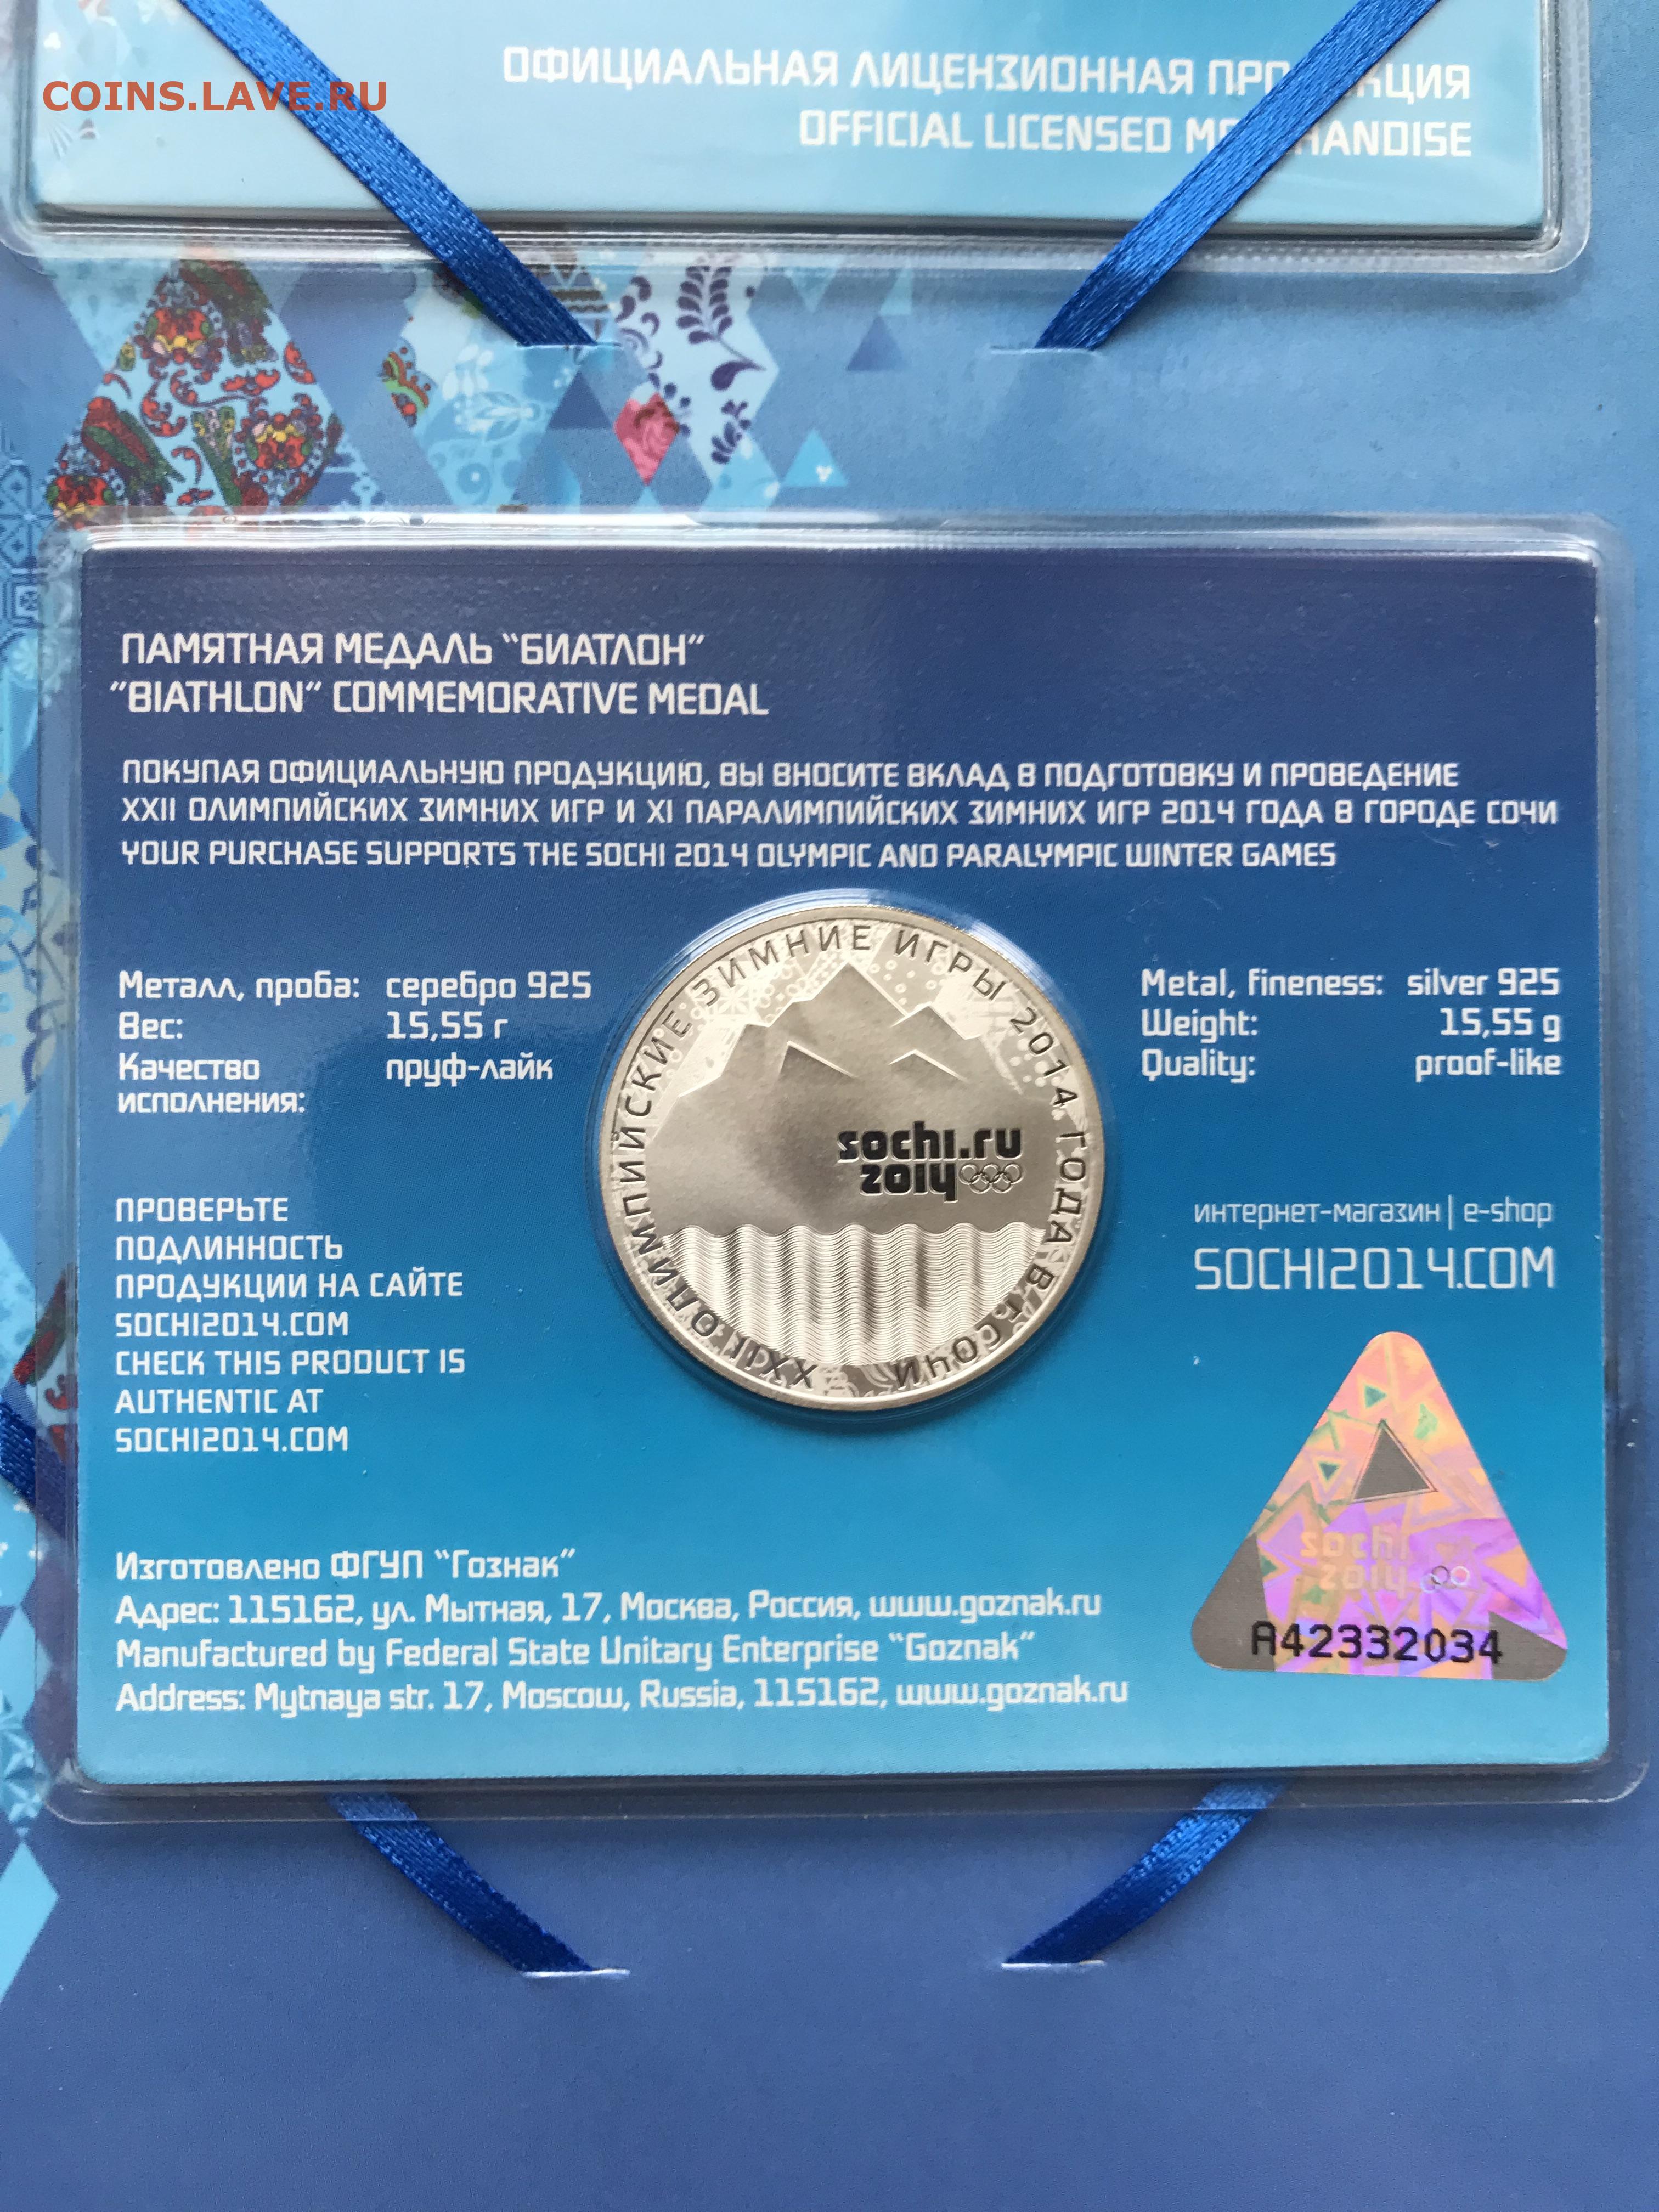 COINS.LAVE.RU
ОФИЦИАЛЬНАЯ ЛИЦЕНЗИОННАЯ
OFFICIAL LICENSED
ПАМЯТНАЯ МЕДАЛЬ "БИАТЛОН"
"BIATHLON" COMMEMORATIVE MEDAL
ПОКУПАЯ ОФИЦИАЛЬНУЮ ПРОДУКЦИЮ, ВЫ ВНОСИТЕ ВКЛАД В ПОДГОТОВКУ И ПРОВЕДЕНИЕ
XXII ОЛИМПИЙСКИХ ЗИМНИХ ИГР И XI ПАРАЛИМПИЙСКИХ ЗИМНИХ ИГР 2014 ГОДА В ГОРОДЕ СОЧИ
YOUR PURCHASE SUPPORTS THE SOCHI 2014 OLYMPIC AND PARALYMPIC WINTER GAMES
Металл, проба: серебро 925
Вес: 15,55 г
Качество пруф-лайк
исполнения:
XXII ОЛИМПИЙСКИЕ ЗИМНИЕ ИГРЫ 2014 ГОДА В Г. СОЧИ
sochi.ru
2014
Metal, fineness: silver 925
Weight: 15,55 g
Quality: proof-like
ПРОВЕРЬТЕ
ПОДЛИННОСТЬ
ПРОДУКЦИИ НА САЙТЕ
SOCHI2014.COM
CHECK THIS PRODUCT IS
AUTHENTIC AT
SOCHI2014.COM
интернет-магазин | e-shop
SOCHI2014.COM
sochi
2014
A42332034
Изготовлено ФГУП "Гознак"
Адрес: 115162, ул. Мытная, 17, Москва, Россия, www.goznak.ru
Manufactured by Federal State Unitary Enterprise "Goznak"
Address: Mytnaya str. 17, Moscow, Russia, 115162, www.goznak.ru